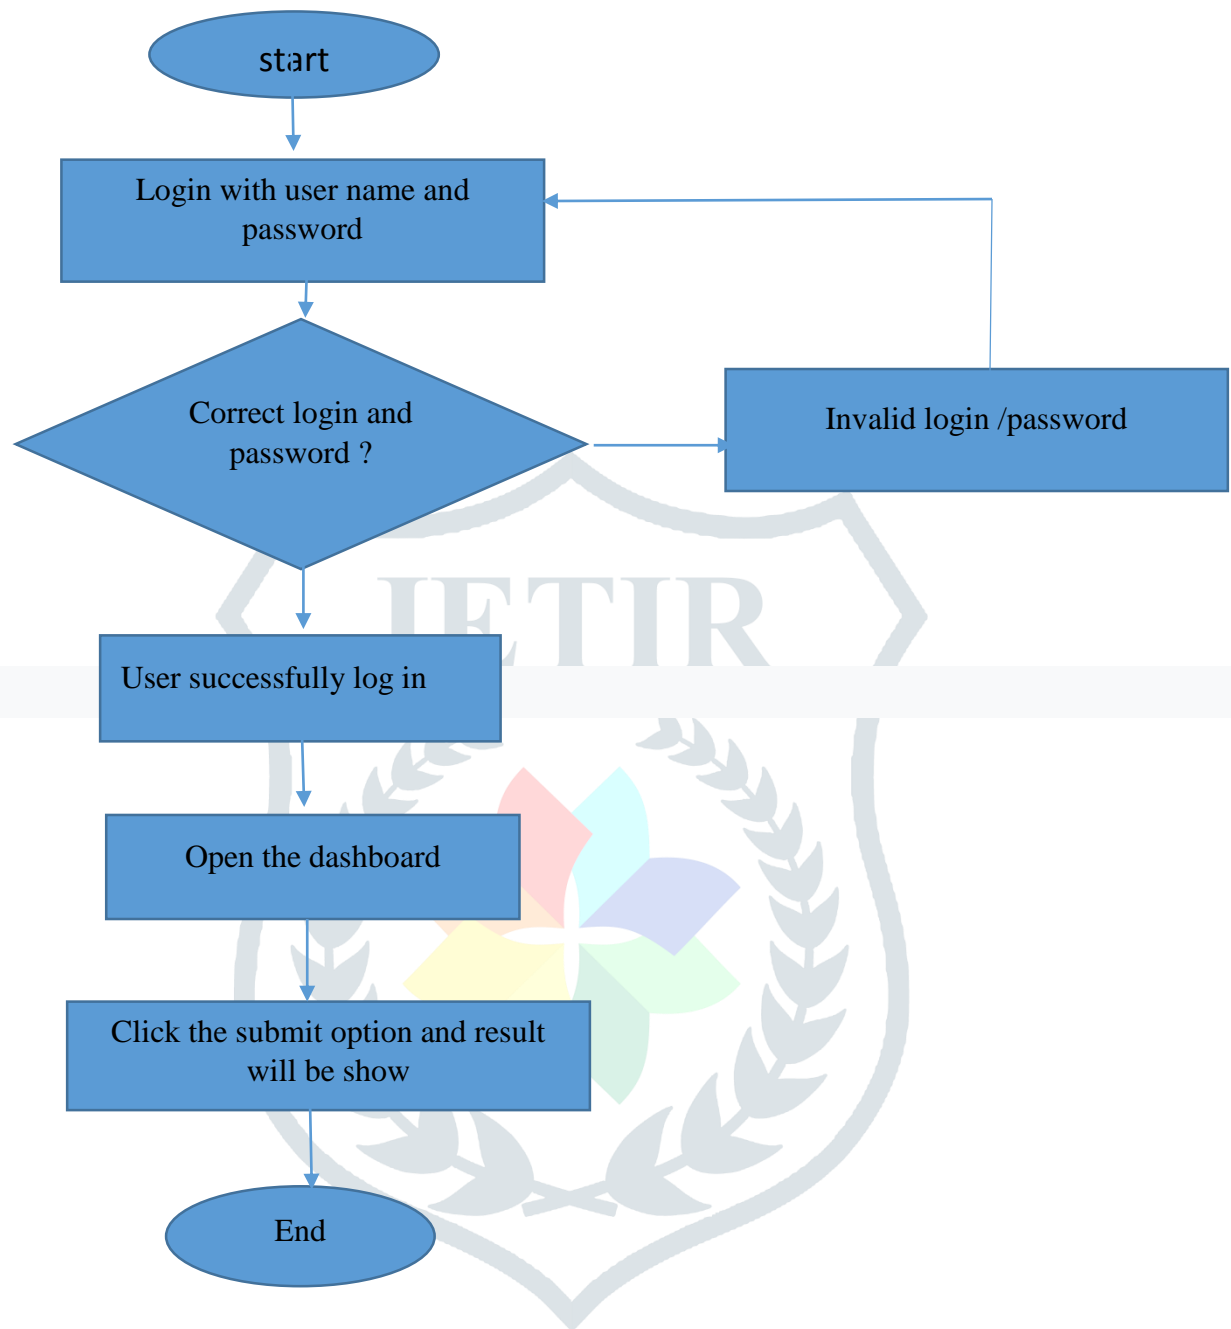 start
Login with user name and
password
Correct login and
password ?
Invalid login /password
JETIR
User successfully log in
Open the dashboard
Click the submit option and result
will be show
End